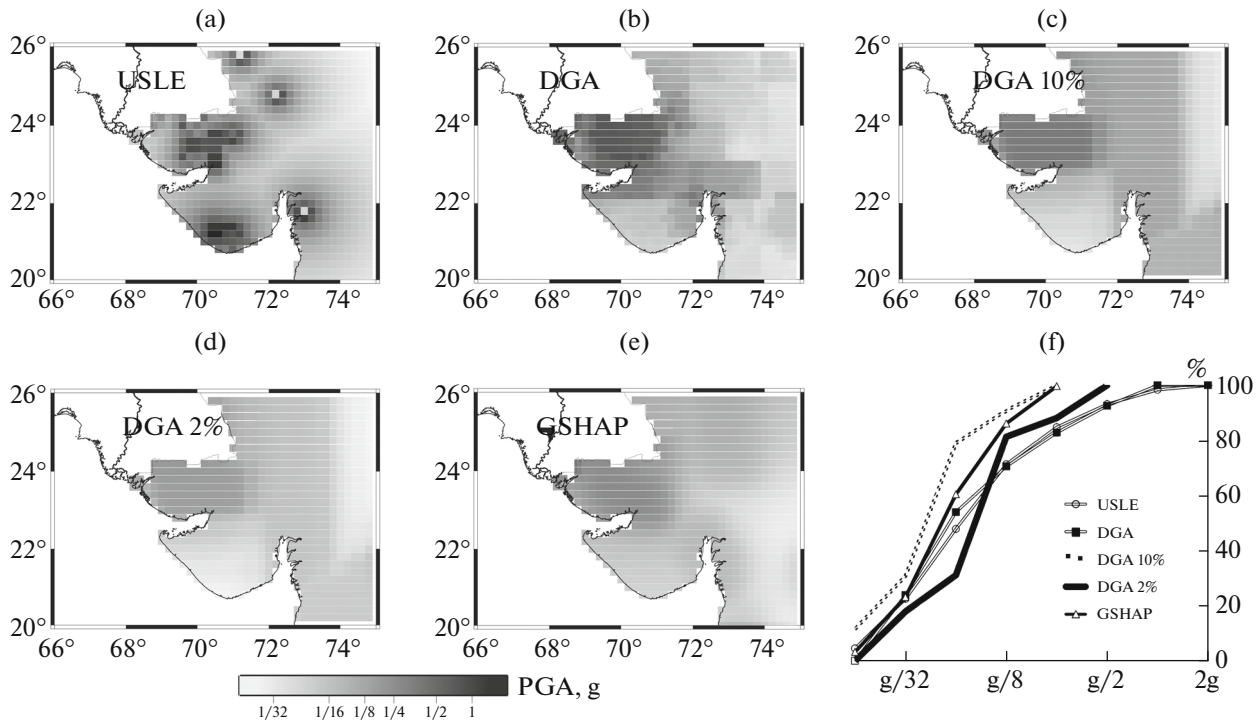 (a) (b) (c)
26° 26° 26°
USLE DGA DGA 10%
24° 24° 24°
22° 22° 22°
20° 20° 20°
66° 68° 70° 72° 74° 66° 68° 70° 72° 74° 66° 68° 70° 72° 74°
(d) (e) (f)
26° 26° % 100
DGA 2% GSHAP
80
24° 24°
60
USLE
DGA
22° 22° 40
DGA 10%
DGA 2%
20
GSHAP
20° 20° 0
66° 68° 70° 72° 74° 66° 68° 70° 72° 74° g/32 g/8 g/2 2g
PGA, g
1/32 1/16 1/8 1/4 1/2 1